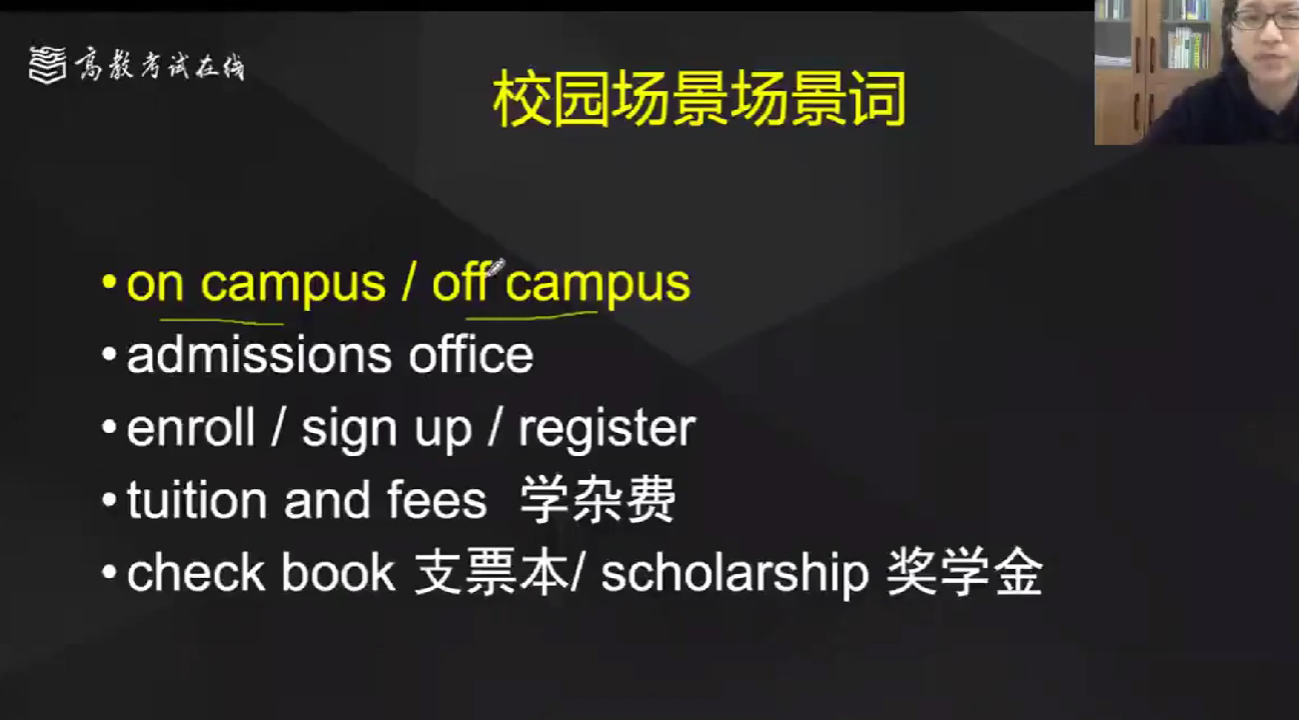 高教考试在线
校园场景场景词
•on campus / off campus
•admissions office
•enroll / sign up / register
•tuition and fees 学杂费
•check book 支票本/ scholarship 奖学金